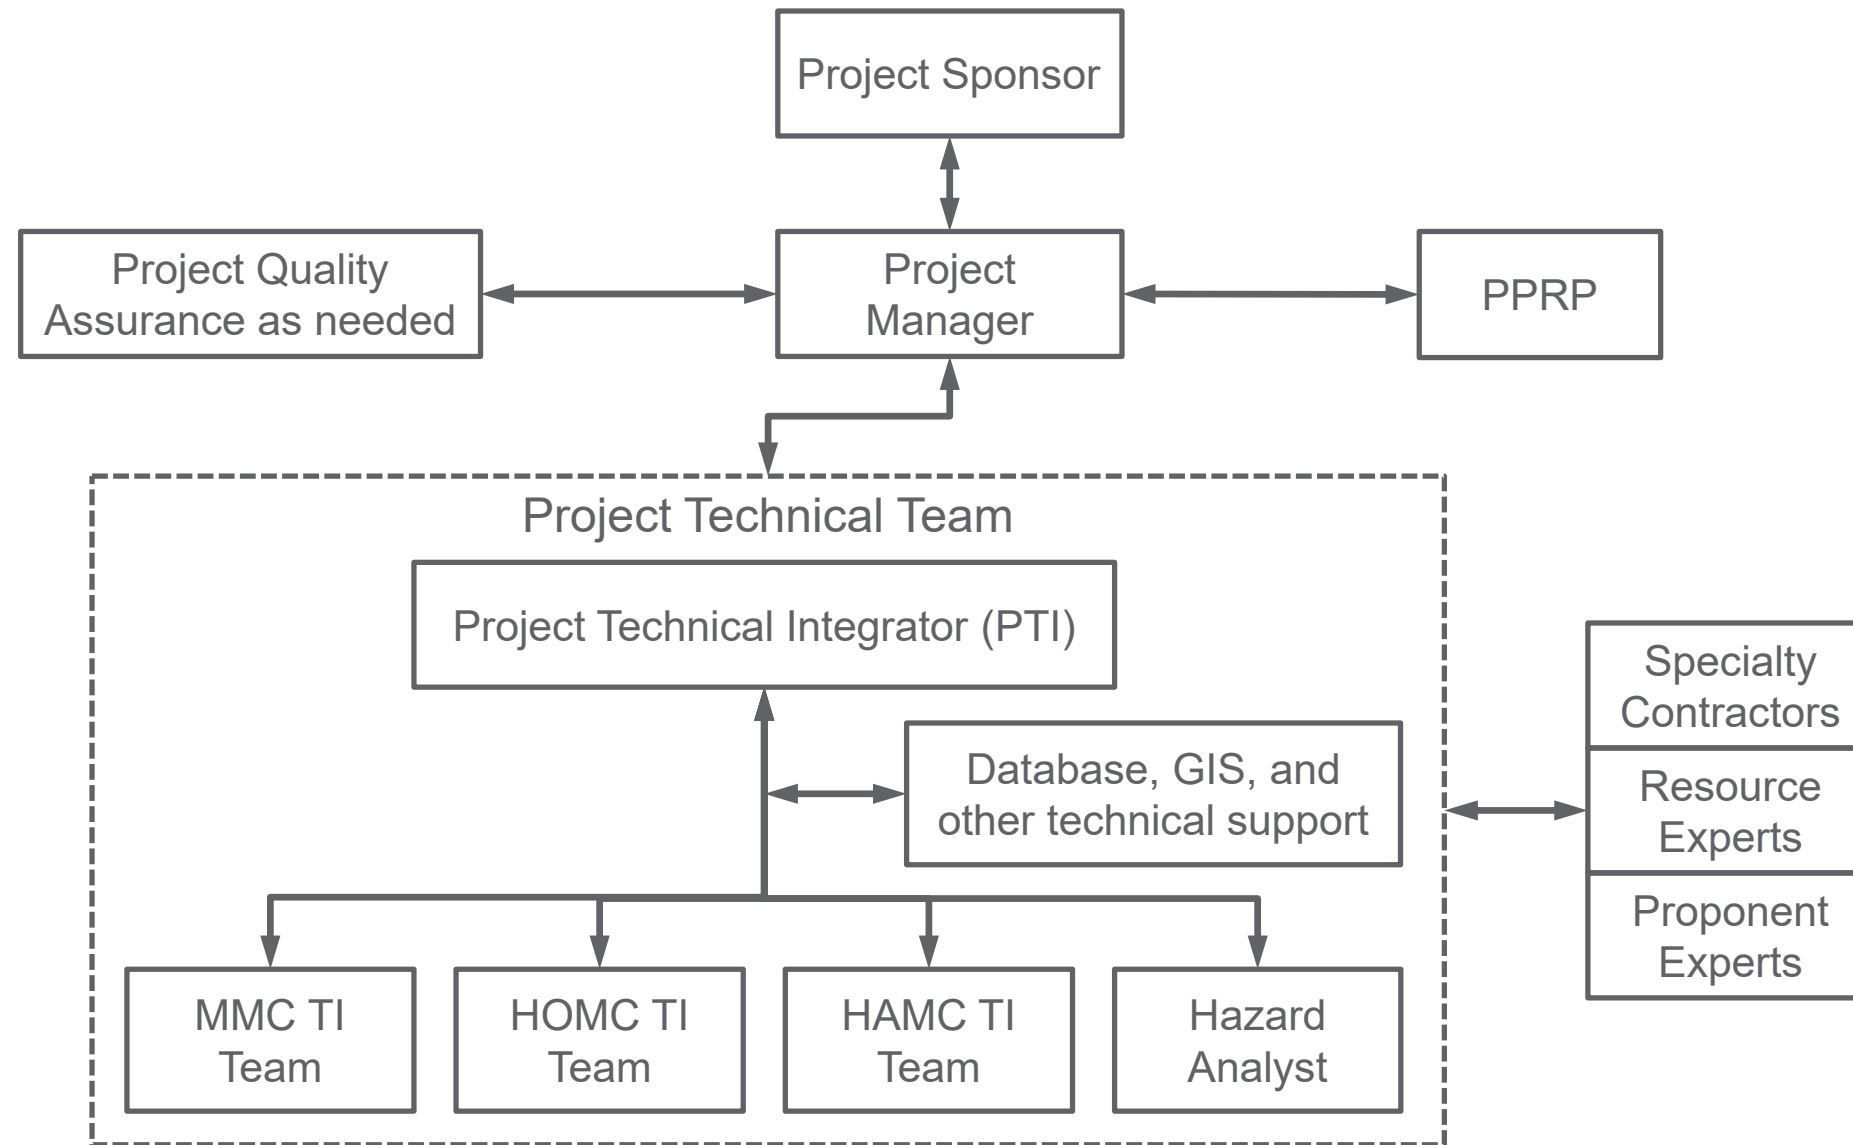 Project Sponsor
Project Quality
Assurance as needed
Project
Manager
PPRP
Project Technical Team
Project Technical Integrator (PTI)
Database, GIS, and
other technical support
Specialty
Contractors
Resource
Experts
Proponent
Experts
MMC TI
Team
HOMC TI
Team
HAMC TI
Team
Hazard
Analyst